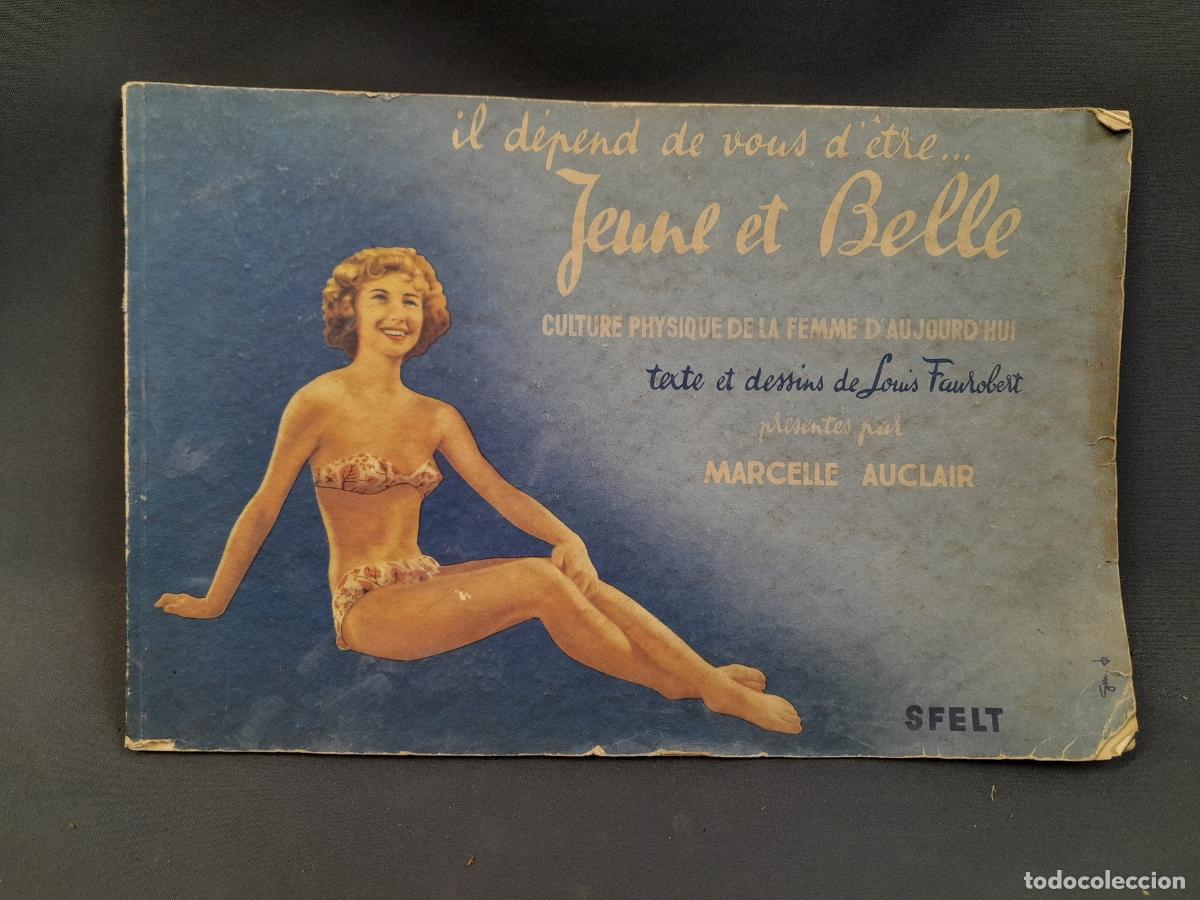 il dépend de vous d'être...
Jeune et Belle
CULTURE PHYSIQUE DE LA FEMME D'AUJOURD'HUI
texte et dessins de Louis Faurobert
présentés par
MARCELLE AUCLAIR
SFELT
todocoleccion